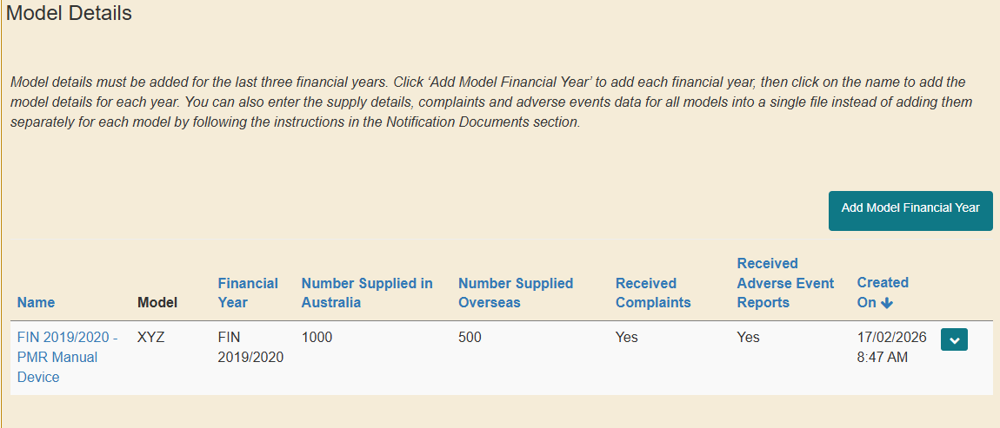 Model Details
Model details must be added for the last three financial years. Click ‘Add Model Financial Year’ to add each financial year, then click on the name to add the
model details for each year. You can also enter the supply details, complaints and adverse events data for all models into a single file instead of adding them
separately for each model by following the instructions in the Notification Documents section.
Add Model Financial Year
Name
Model
Financial
Year
Number Supplied in
Australia
Number Supplied
Overseas
Received
Complaints
Received
Adverse Event
Reports
Created
On
FIN 2019/2020 -
PMR Manual
Device
XYZ
FIN
2019/2020
1000
500
Yes
Yes
17/02/2026
8:47 AM